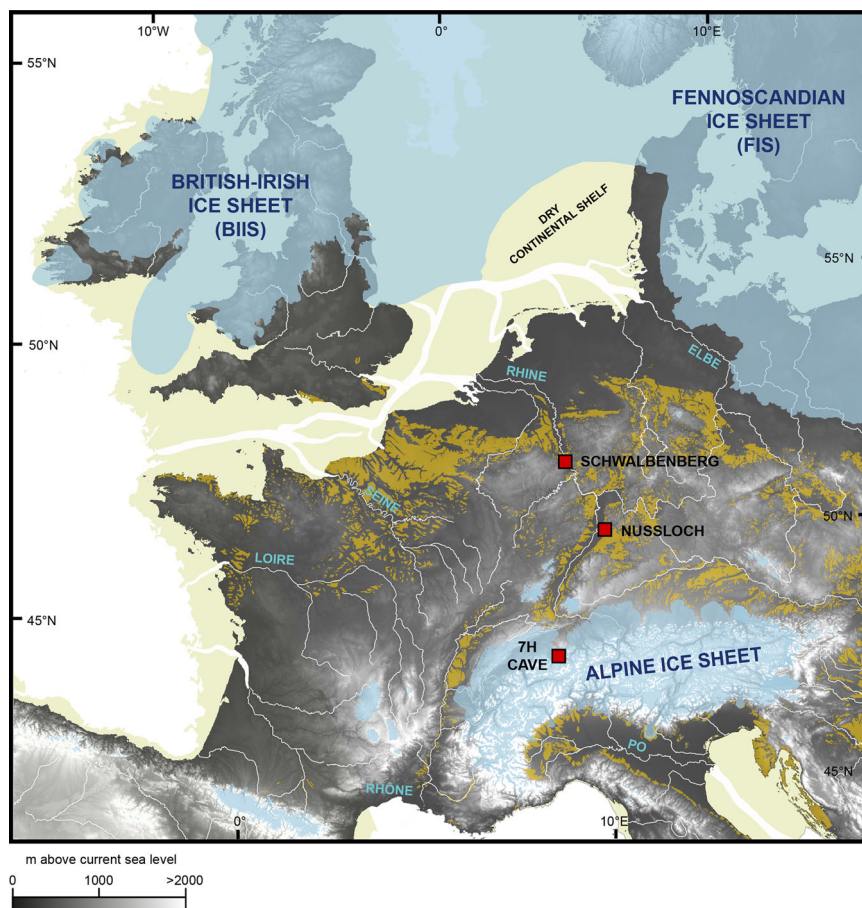 10°W
0°
10°E
55°N
FENNOSCANDIAN
ICE SHEET
(FIS)
BRITISH-IRISH
ICE SHEET
(BIIS)
DRY
CONTINENTAL SHELF
55°N
50°N
ELBE
RHINE
SCHWALBENBERG
SEINE
50°N
NUSSLOCH
LOIRE
45°N
7H
CAVE
ALPINE ICE SHEET
PO
45°N
RHÔNE
0°
10°E
m above current sea level
0
1000
>2000